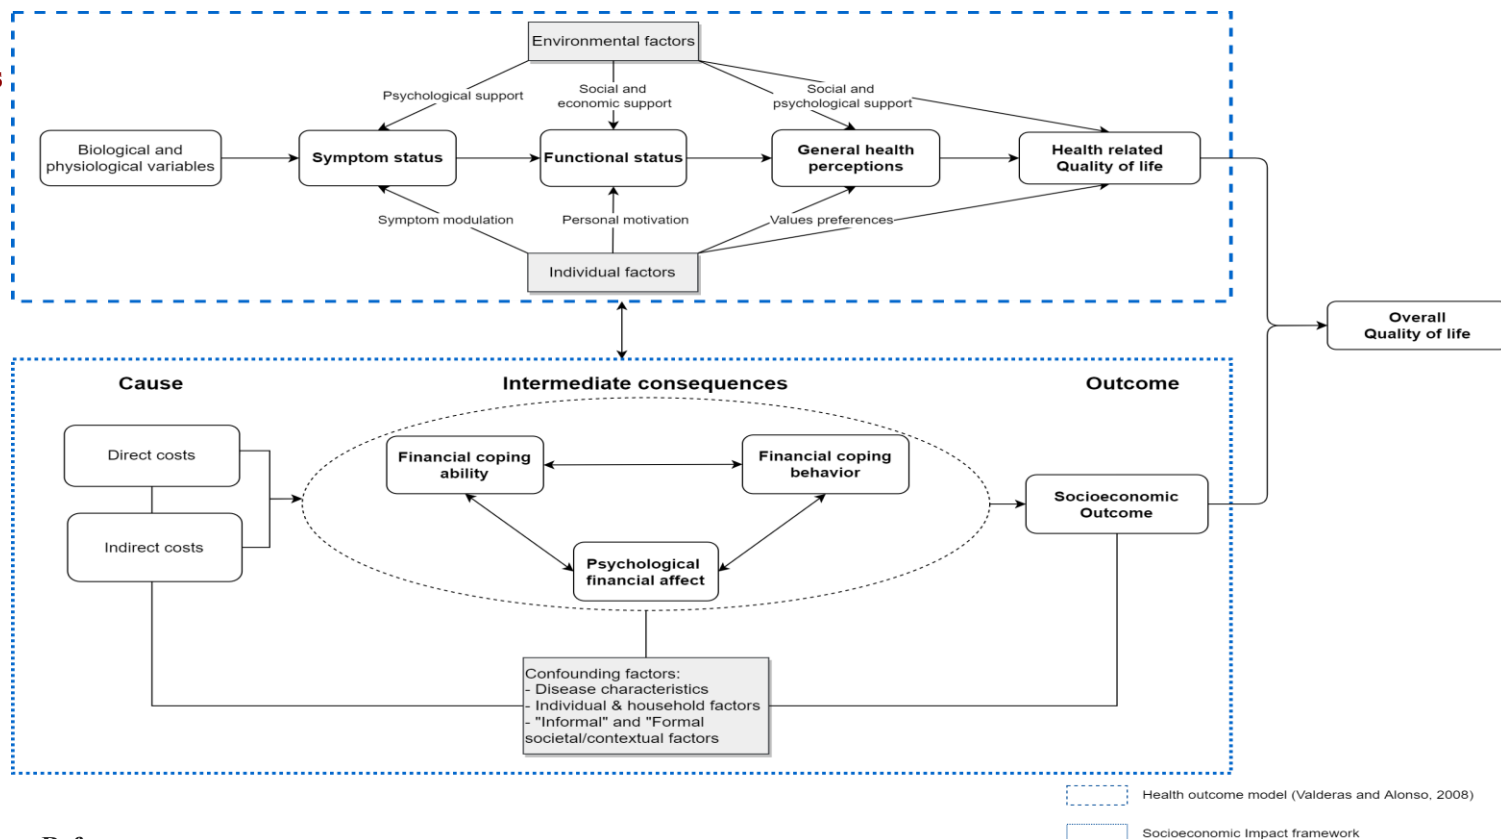 Environmental factors
Psychological support
Social and
economic support
Social and
psychological support
Biological and
physiological variables
Symptom status
Functional status
General health
perceptions
Health related
Quality of life
Symptom modulation
Personal motivation
Values preferences
Individual factors
Overall
Quality of life
Cause
Intermediate consequences
Outcome
Direct costs
Indirect costs
Financial coping
ability
Financial coping
behavior
Psychological
financial affect
Socioeconomic
Outcome
Confounding factors:
- Disease characteristics
- Individual & household factors
- "Informal" and "Formal
societal/contextual factors
Health outcome model (Valderas and Alonso, 2008)
Socioeconomic Impact framework